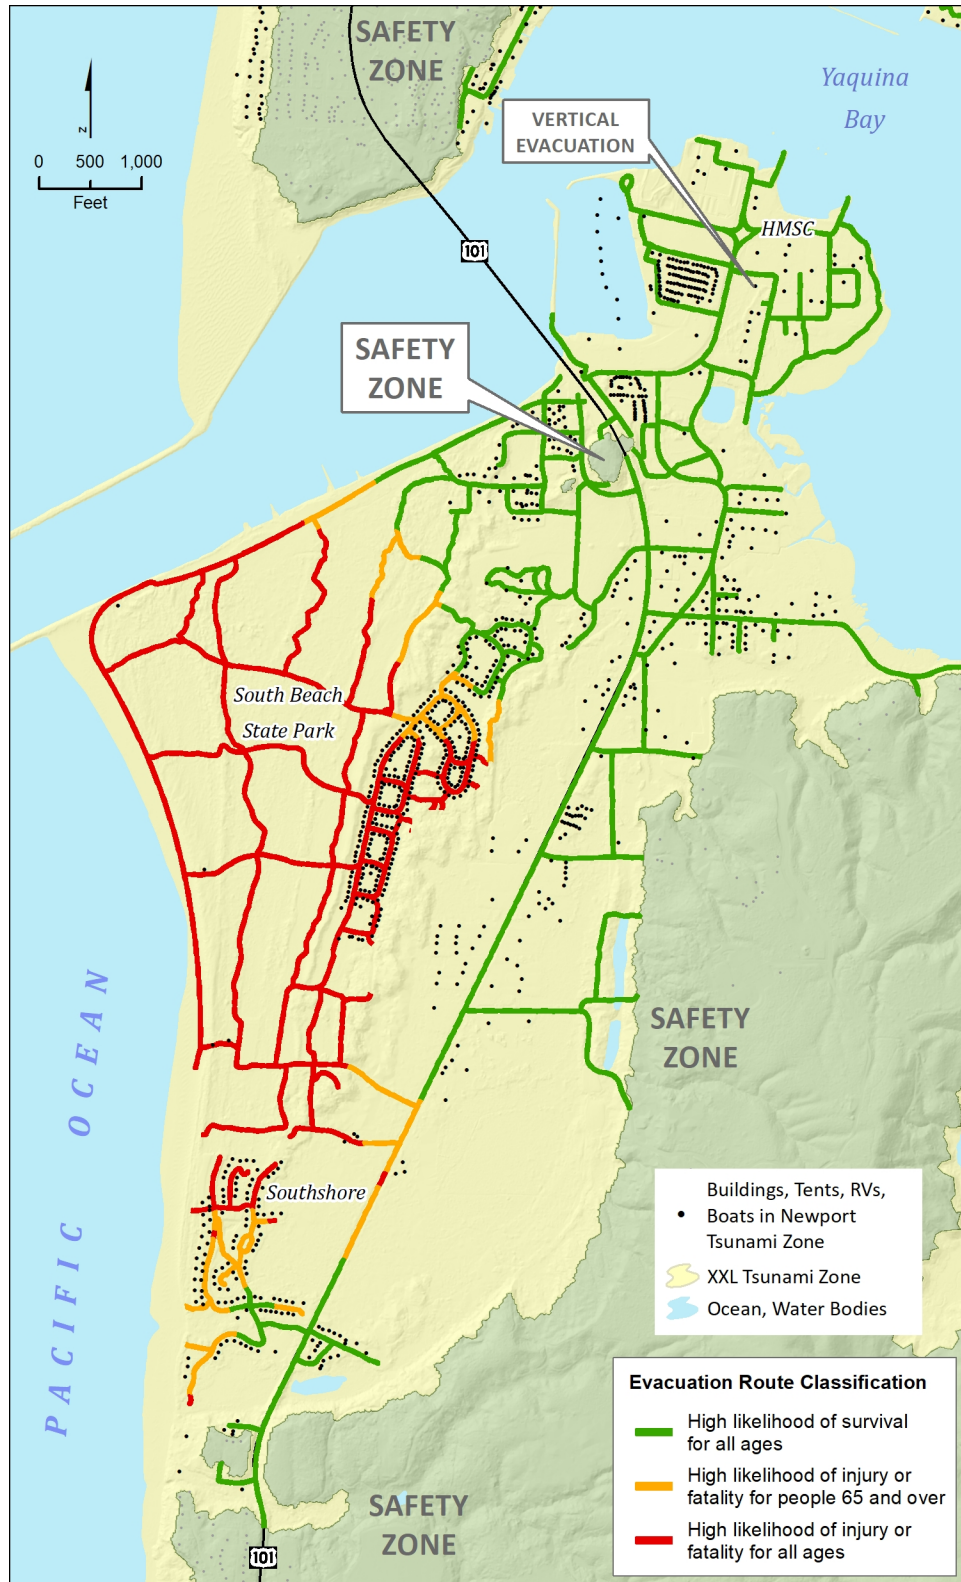 SAFETY
ZONE
Yaquina
Bay
VERTICAL
EVACUATION
z
0 500 1,000
Feet
HMSC
101
SAFETY
ZONE
South Beach
State Park
PACIFIC OCEAN
SAFETY
ZONE
Southshore
Buildings, Tents, RVs,
Boats in Newport
Tsunami Zone
XXL Tsunami Zone
Ocean, Water Bodies
Evacuation Route Classification
High likelihood of survival
for all ages
High likelihood of injury or
fatality for people 65 and over
High likelihood of injury or
fatality for all ages
SAFETY
ZONE
101